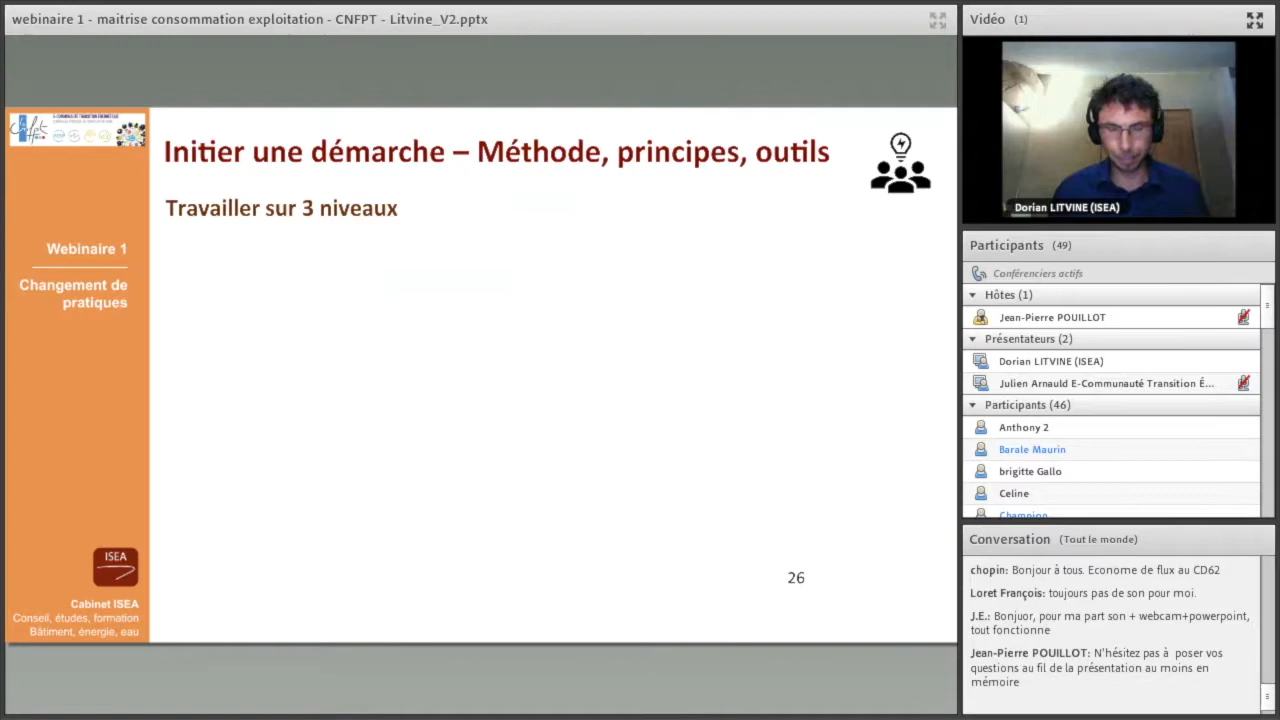 webinaire 1 - maitrise consommation exploitation - CNFPT - Litvine_V2.pptx
Initier une démarche – Méthode, principes, outils
Travailler sur 3 niveaux
Webinaire 1
Changement de
pratiques
ISEA
Cabinet ISEA
Conseil, études, formation
Bâtiment, énergie, eau
26
Vidéo (1)
Dorian LITVINE (ISEA)
Participants (49)
Conférenciers actifs
Hôtes (1)
Jean-Pierre POUILLOT
Présentateurs (2)
Dorian LITVINE (ISEA)
Julien Arnauld E-Communauté Transition É...
Participants (46)
Anthony 2
Barale Maurin
brigitte Gallo
Celine
Champion
Conversation (Tout le monde)
chopin: Bonjour à tous. Econome de flux au CD62
Loret François: toujours pas de son pour moi.
J.E.: Bonjuor, pour ma part son + webcam+powerpoint,
tout fonctionne
Jean-Pierre POUILLOT: N'hésitez pas à poser vos
questions au fil de la présentation au moins en
mémoire